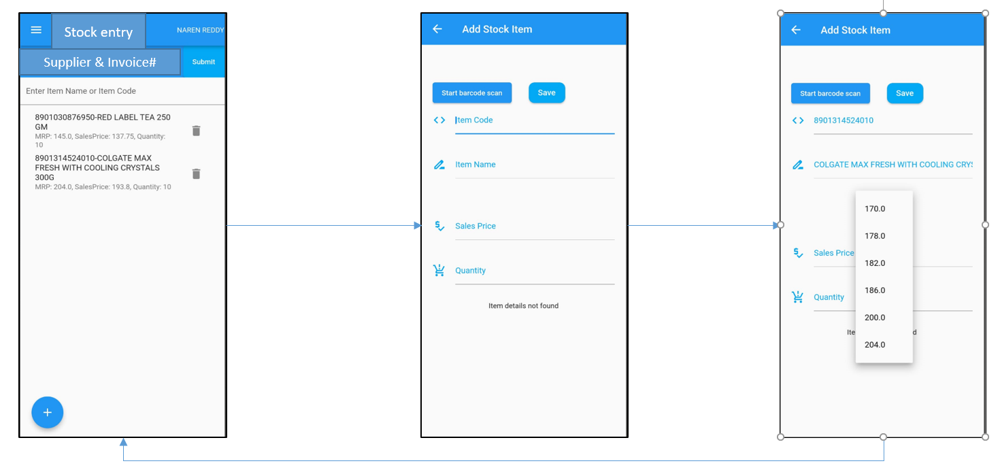 Stock entry
NAREN REDDY
Supplier & Invoice#
Submit
Enter Item Name or Item Code
8901030876950-RED LABEL TEA 250
GM
MRP: 145.0, SalesPrice: 137.75, Quantity:
10
8901314524010-COLGATE MAX
FRESH WITH COOLING CRYSTALS
300G
MRP: 204.0, SalesPrice: 193.8, Quantity: 10
+
Add Stock Item
Start barcode scan
Save
Item Code
Item Name
Sales Price
Quantity
Item details not found
Add Stock Item
Start barcode scan
Save
8901314524010
COLGATE MAX FRESH WITH COOLING CRYS
170.0
178.0
182.0
186.0
200.0
204.0
Sales Price
Quantity
Ite
d